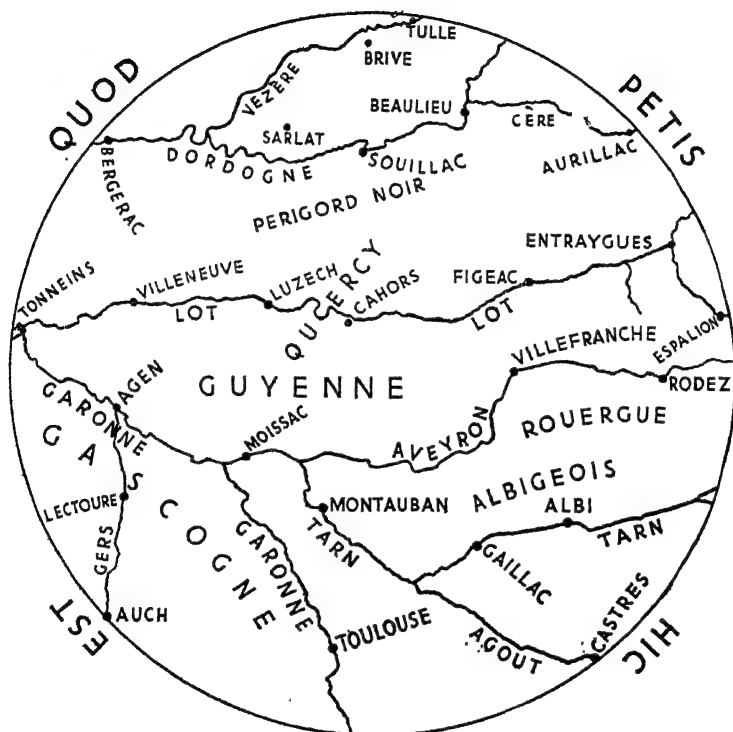 QUOD
PETIS
TULLE
BRIVE
VÉZÈRE
BEAULIEU
CÈRE
SARLAT
BERGERAC
DORDOGNE
SOUILLAC
AURILLAC
PERIGORD NOIR
ENTRAYGUES
TONNEINS
VILLENEUVE
LUZECH
QUERCY
CAHORS
FIGEAC
LOT
LOT
VILLEFRANCHE
ESPALION
GUYENNE
RODEZ
AGEN
GARONNE
MOISSAC
AVEYRON
ROUERGUE
GASCOGNE
ALBIGEOIS
LECTOURE
MONTAUBAN
ALBI
TARN
TARN
GERS
GARONNE
GAILLAC
AUCH
TOULOUSE
AGOUT
CASTRES
EST
HIC